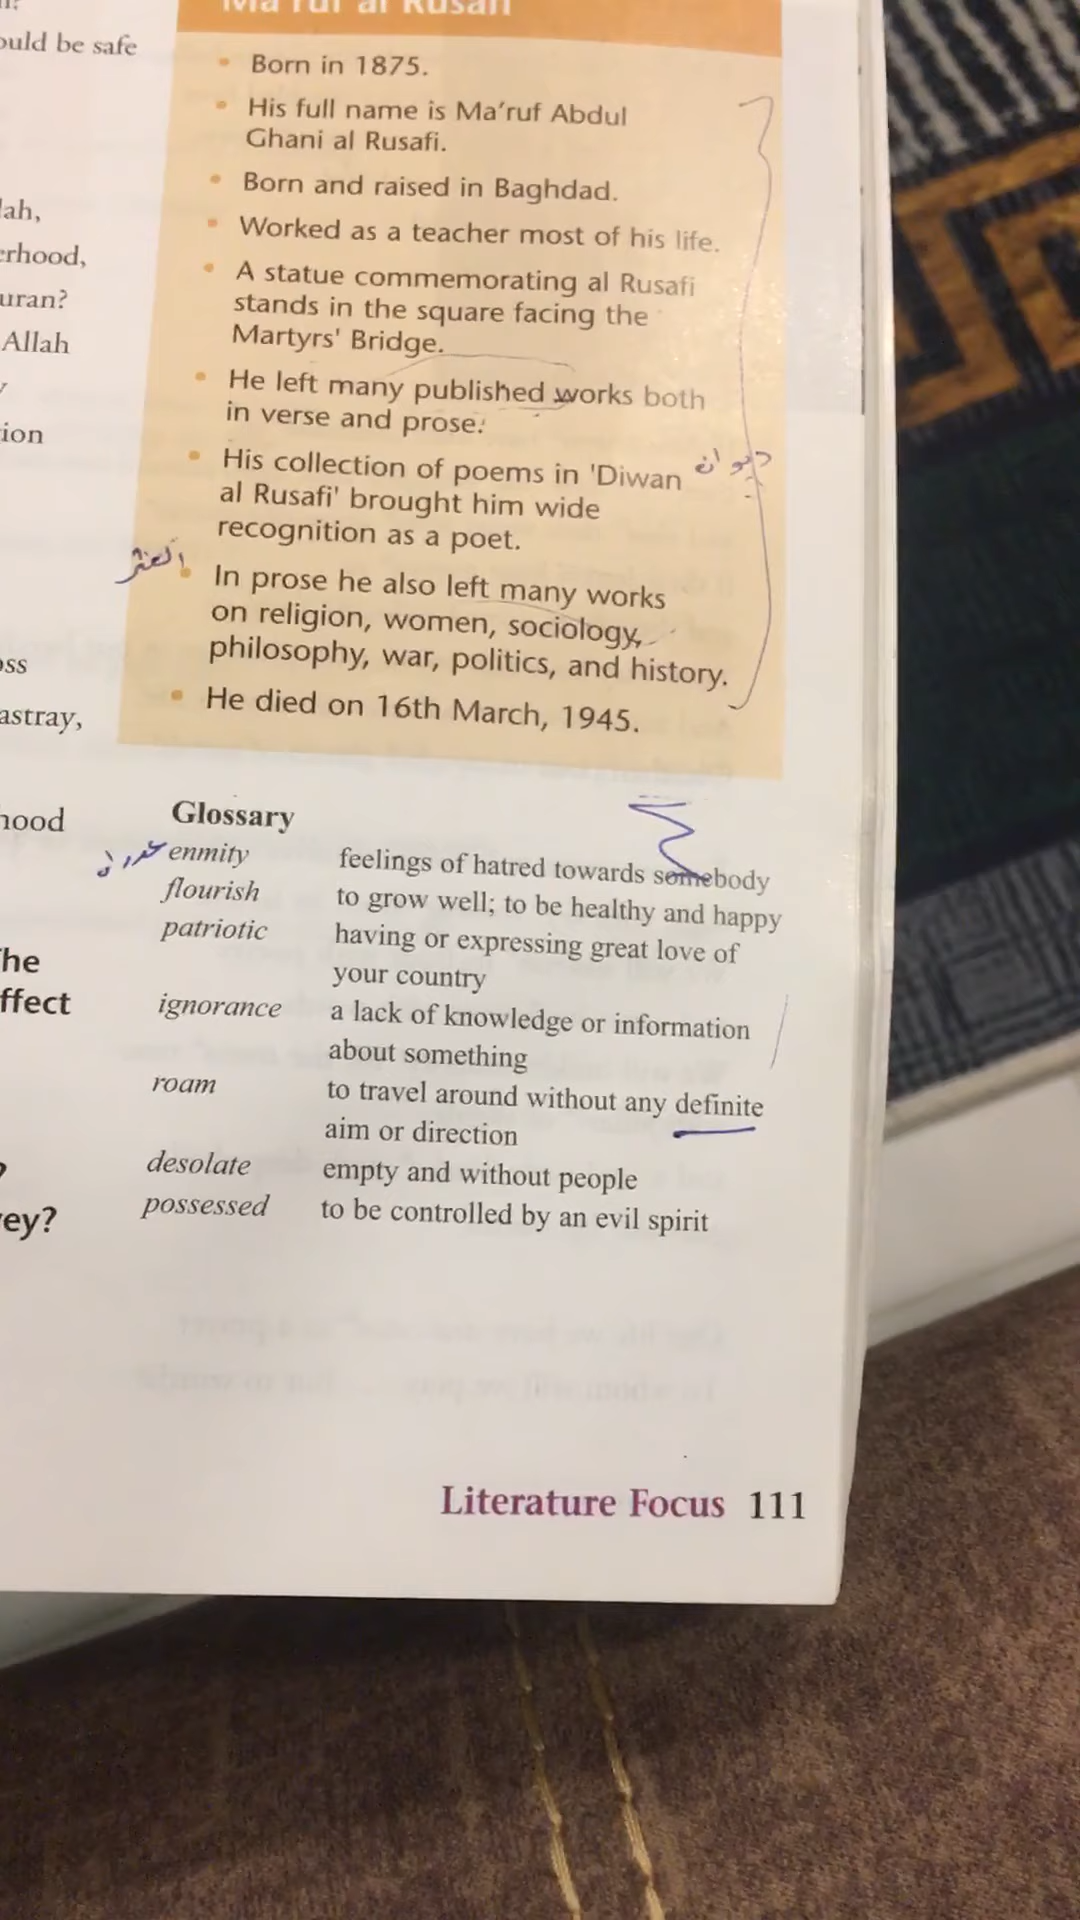 ould be safe
lah,
erhood,
uran?
Allah
ion
oss
astray,
hood
he
ffect
ey?
Ma'ruf al Rusafi
• Born in 1875.
• His full name is Ma'ruf Abdul
Ghani al Rusafi.
• Born and raised in Baghdad.
• Worked as a teacher most of his life.
• A statue commemorating al Rusafi
stands in the square facing the
Martyrs' Bridge.
• He left many published works both
in verse and prose.
• His collection of poems in 'Diwan ديوان
al Rusafi' brought him wide
recognition as a poet.
• In prose he also left many works
on religion, women, sociology,
philosophy, war, politics, and history.
• He died on 16th March, 1945.
Glossary
enmity feelings of hatred towards somebody
flourish to grow well; to be healthy and happy
patriotic having or expressing great love of
your country
ignorance a lack of knowledge or information
about something
roam to travel around without any definite
aim or direction
desolate empty and without people
possessed to be controlled by an evil spirit
Literature Focus 111